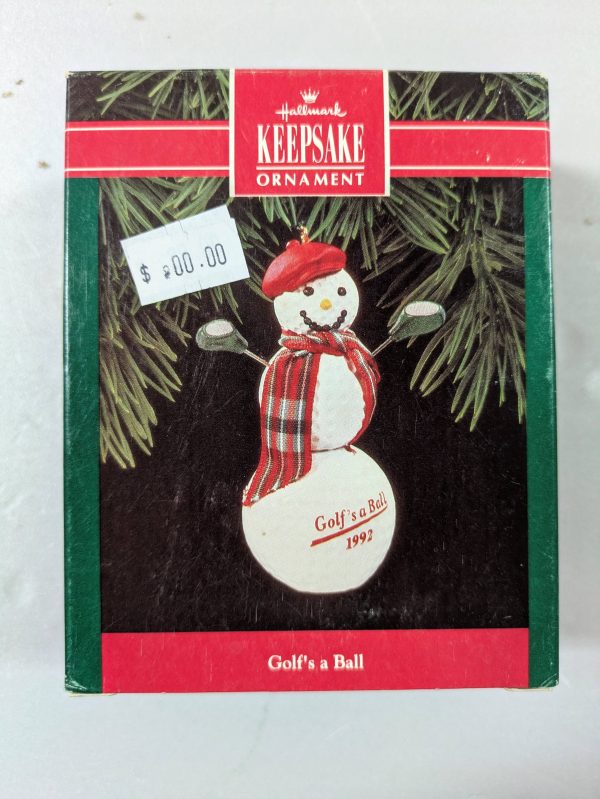 Hallmark
KEEPSAKE
ORNAMENT
$ 00.00
Golf's a Ball
1992
Golf's a Ball